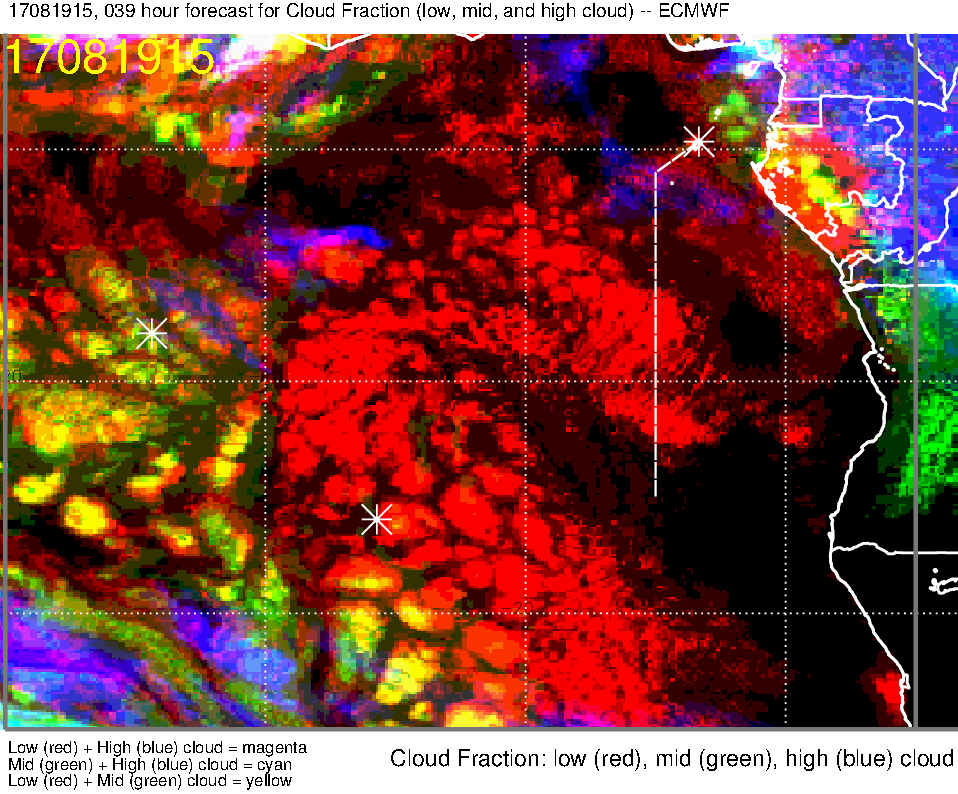 17081915, 039 hour forecast for Cloud Fraction (low, mid, and high cloud) -- ECMWF
17081915
Low (red) + High (blue) cloud = magenta
Mid (green) + High (blue) cloud = cyan
Low (red) + Mid (green) cloud = yellow
Cloud Fraction: low (red), mid (green), high (blue) cloud